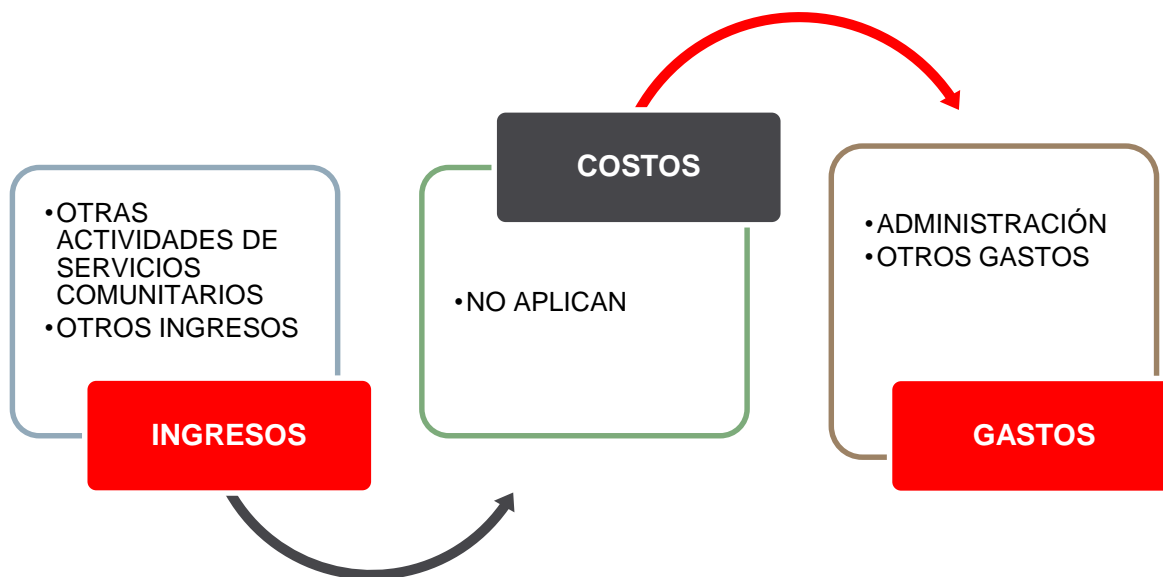 •OTRAS
ACTIVIDADES DE
SERVICIOS
COMUNITARIOS
•OTROS INGRESOS
INGRESOS
COSTOS
•NO APLICAN
•ADMINISTRACIÓN
•OTROS GASTOS
GASTOS